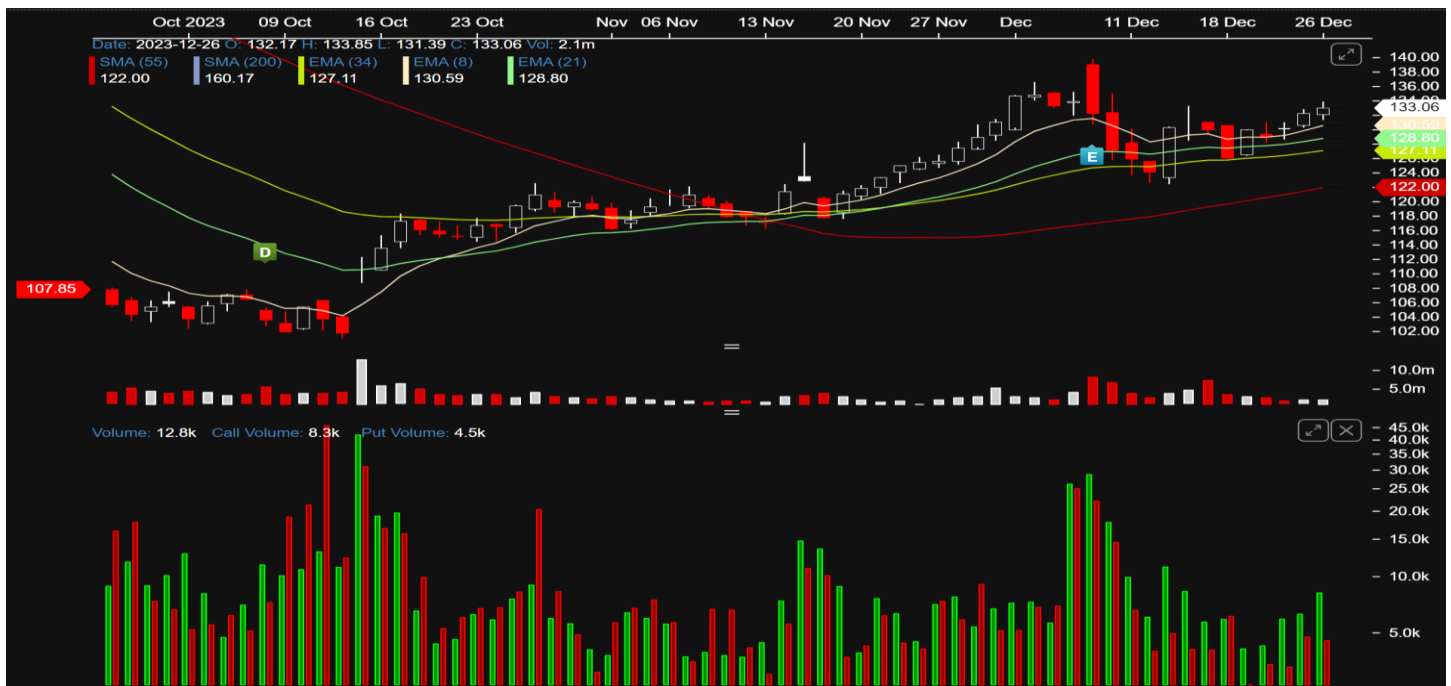 Oct 2023 09 Oct 16 Oct 23 Oct Nov 06 Nov 13 Nov 20 Nov 27 Nov Dec 11 Dec 18 Dec 26 Dec
Date: 2023-12-26 O: 132.17 H: 133.85 L: 131.39 C: 133.06 Vol: 2.1m
SMA (55) SMA (200) EMA (34) EMA (8) EMA (21)
122.00 160.17 127.11 130.59 128.80
140.00
138.00
136.00
133.06
130.59
128.80
127.11
124.00
122.00
120.00
118.00
116.00
114.00
112.00
110.00
108.00
106.00
104.00
102.00
E
D
107.85
10.0m
5.0m
Volume: 12.8k Call Volume: 8.3k Put Volume: 4.5k
45.0k
40.0k
35.0k
30.0k
25.0k
20.0k
15.0k
10.0k
5.0k